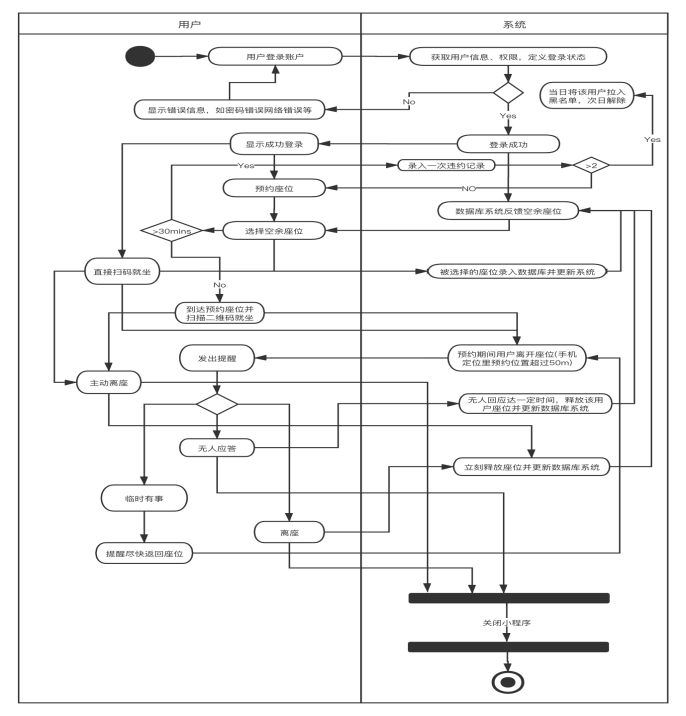 用户
系统
用户登录账户
获取用户信息、权限，定义登录状态
当日将该用户拉入
黑名单，次日解除
显示错误信息，如密码错误网络错误等
No
Yes
显示成功登录
登录成功
Yes
Yes
录入一次违约记录
>2
预约座位
NO
数据库系统反馈空余座位
>30mins
选择空余座位
直接扫码就坐
被选择的座位录入数据库并更新系统
No
到达预约座位并
扫描二维码就坐
发出提醒
预约期间用户离开座位(手机
定位里预约位置超过50m)
主动离座
无人回应达一定时间，释放该用
户座位并更新数据库系统
无人应答
立刻释放座位并更新数据库系统
临时有事
离座
提醒尽快返回座位
关闭小程序